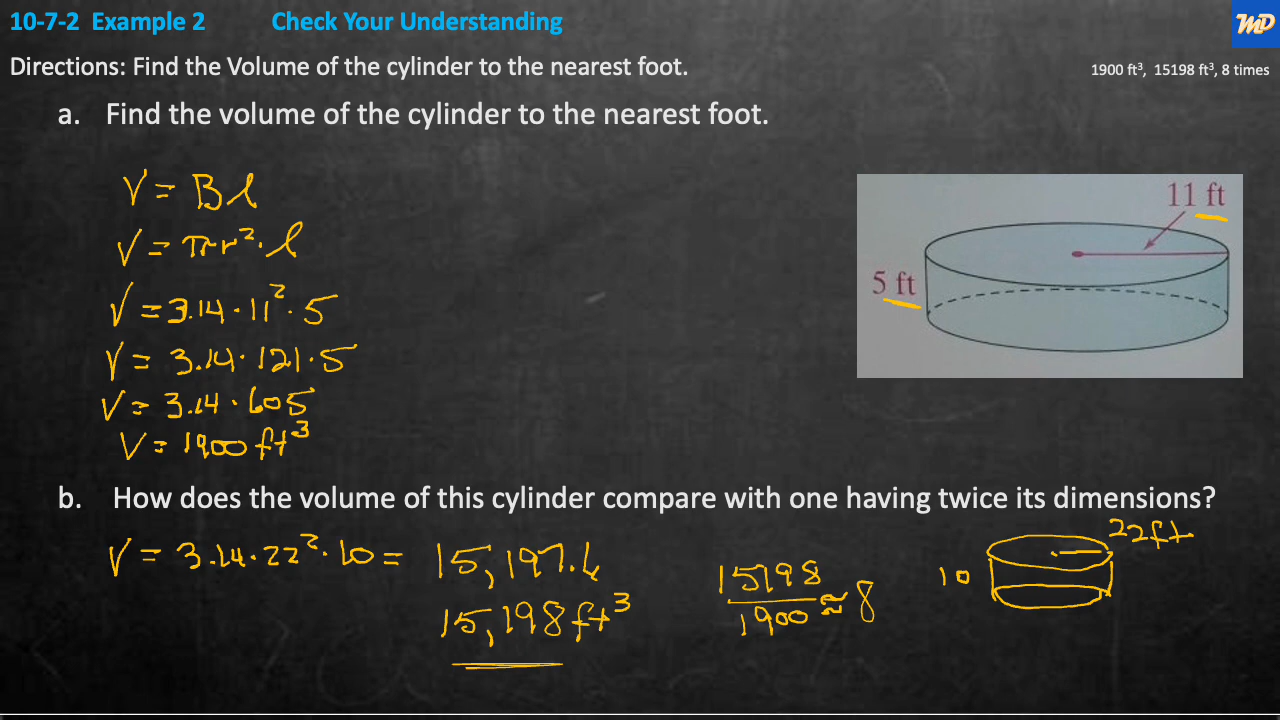 10-7-2 Example 2 Check Your Understanding
MD
Directions: Find the Volume of the cylinder to the nearest foot.
1900 ft³, 15198 ft³, 8 times
a. Find the volume of the cylinder to the nearest foot.
V = Bl
V = πr²·l
V = 3.14·11²·5
V = 3.14·121·5
V = 3.14·605
V = 1900 ft³
11 ft
5 ft
b. How does the volume of this cylinder compare with one having twice its dimensions?
V = 3.14·22²·10 = 15,197.6
15,198 ft³
15198
1900 ≈ 8
22ft
10